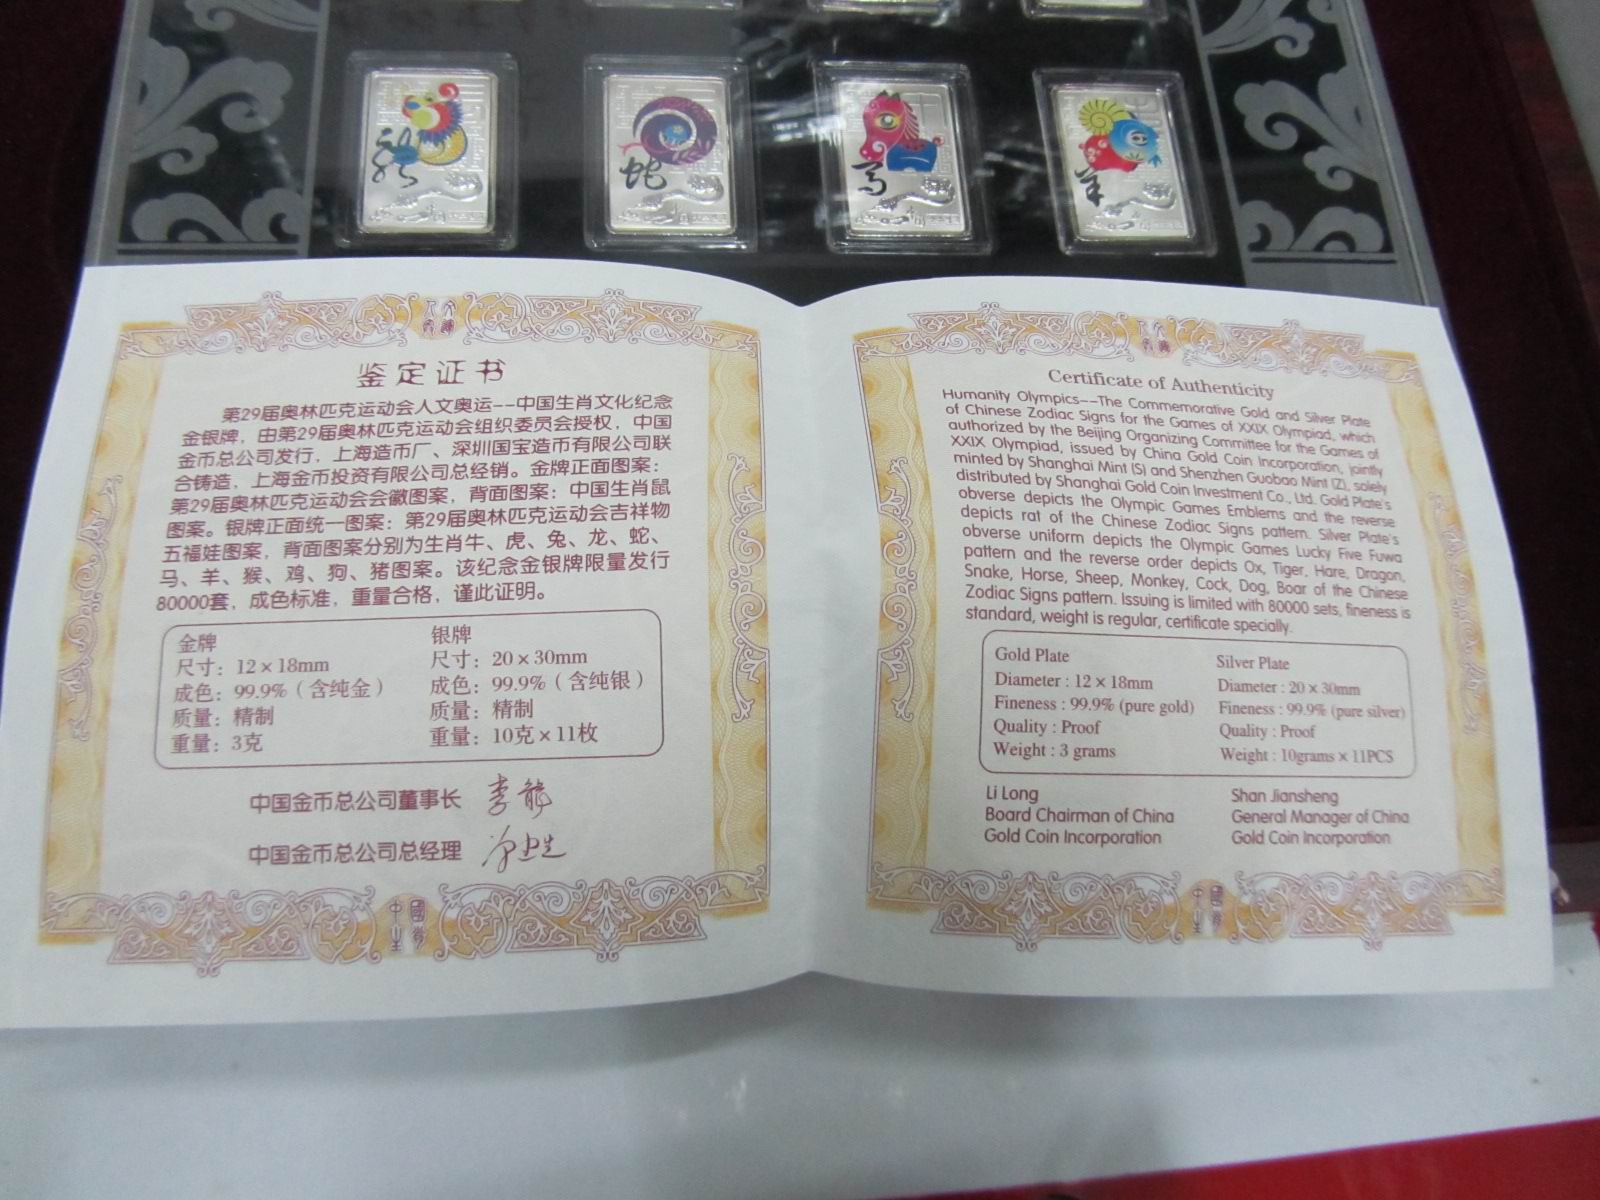 龙
蛇
馬
羊
鉴定证书
第29届奥林匹克运动会人文奥运--中国生肖文化纪念
金银牌，由第29届奥林匹克运动会组织委员会授权，中国
金币总公司发行，上海造币厂、深圳国宝造币有限公司联
合铸造，上海金币投资有限公司总经销。金牌正面图案：
第29届奥林匹克运动会会徽图案，背面图案：中国生肖鼠
图案。银牌正面统一图案：第29届奥林匹克运动会吉祥物
五福娃图案，背面图案分别为生肖牛、虎、兔、龙、蛇、
马、羊、猴、鸡、狗、猪图案。该纪念金银牌限量发行
80000套，成色标准，重量合格，谨此证明。
金牌
尺寸：12×18mm
成色：99.9%（含纯金）
质量：精制
重量：3克
银牌
尺寸：20×30mm
成色：99.9%（含纯银）
质量：精制
重量：10克×11枚
中国金币总公司董事长
中国金币总公司总经理
Certificate of Authenticity
Humanity Olympics--The Commemorative Gold and Silver Plate
of Chinese Zodiac Signs for the Games of XXIX Olympiad, which
authorized by the Beijing Organizing Committee for the Games of
XXIX Olympiad, issued by China Gold Coin Incorporation, jointly
minted by Shanghai Mint (S) and Shenzhen Guobao Mint (Z), solely
distributed by Shanghai Gold Coin Investment Co., Ltd. Gold Plate's
obverse depicts the Olympic Games Emblems and the reverse
depicts rat of the Chinese Zodiac Signs pattern. Silver Plate's
obverse uniform depicts the Olympic Games Lucky Five Fuwa
pattern and the reverse order depicts Ox, Tiger, Hare, Dragon,
Snake, Horse, Sheep, Monkey, Cock, Dog, Boar of the Chinese
Zodiac Signs pattern. Issuing is limited with 80000 sets, fineness is
standard, weight is regular, certificate specially.
Gold Plate
Diameter : 12 × 18mm
Fineness : 99.9% (pure gold)
Quality : Proof
Weight : 3 grams
Silver Plate
Diameter : 20 × 30mm
Fineness : 99.9% (pure silver)
Quality : Proof
Weight : 10grams × 11PCS
Li Long
Board Chairman of China
Gold Coin Incorporation
Shan Jiansheng
General Manager of China
Gold Coin Incorporation